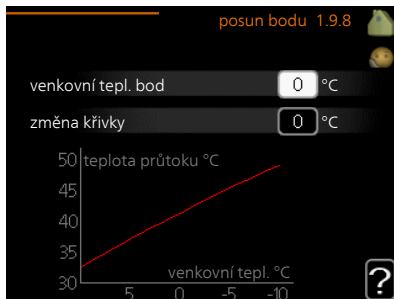 posun bodu 1.9.8
venkovní tepl. bod 0 °C
změna křivky 0 °C
50 teplota průtoku °C
45
40
35
venkovní tepl. °C
30
5 0 -5 -10
?